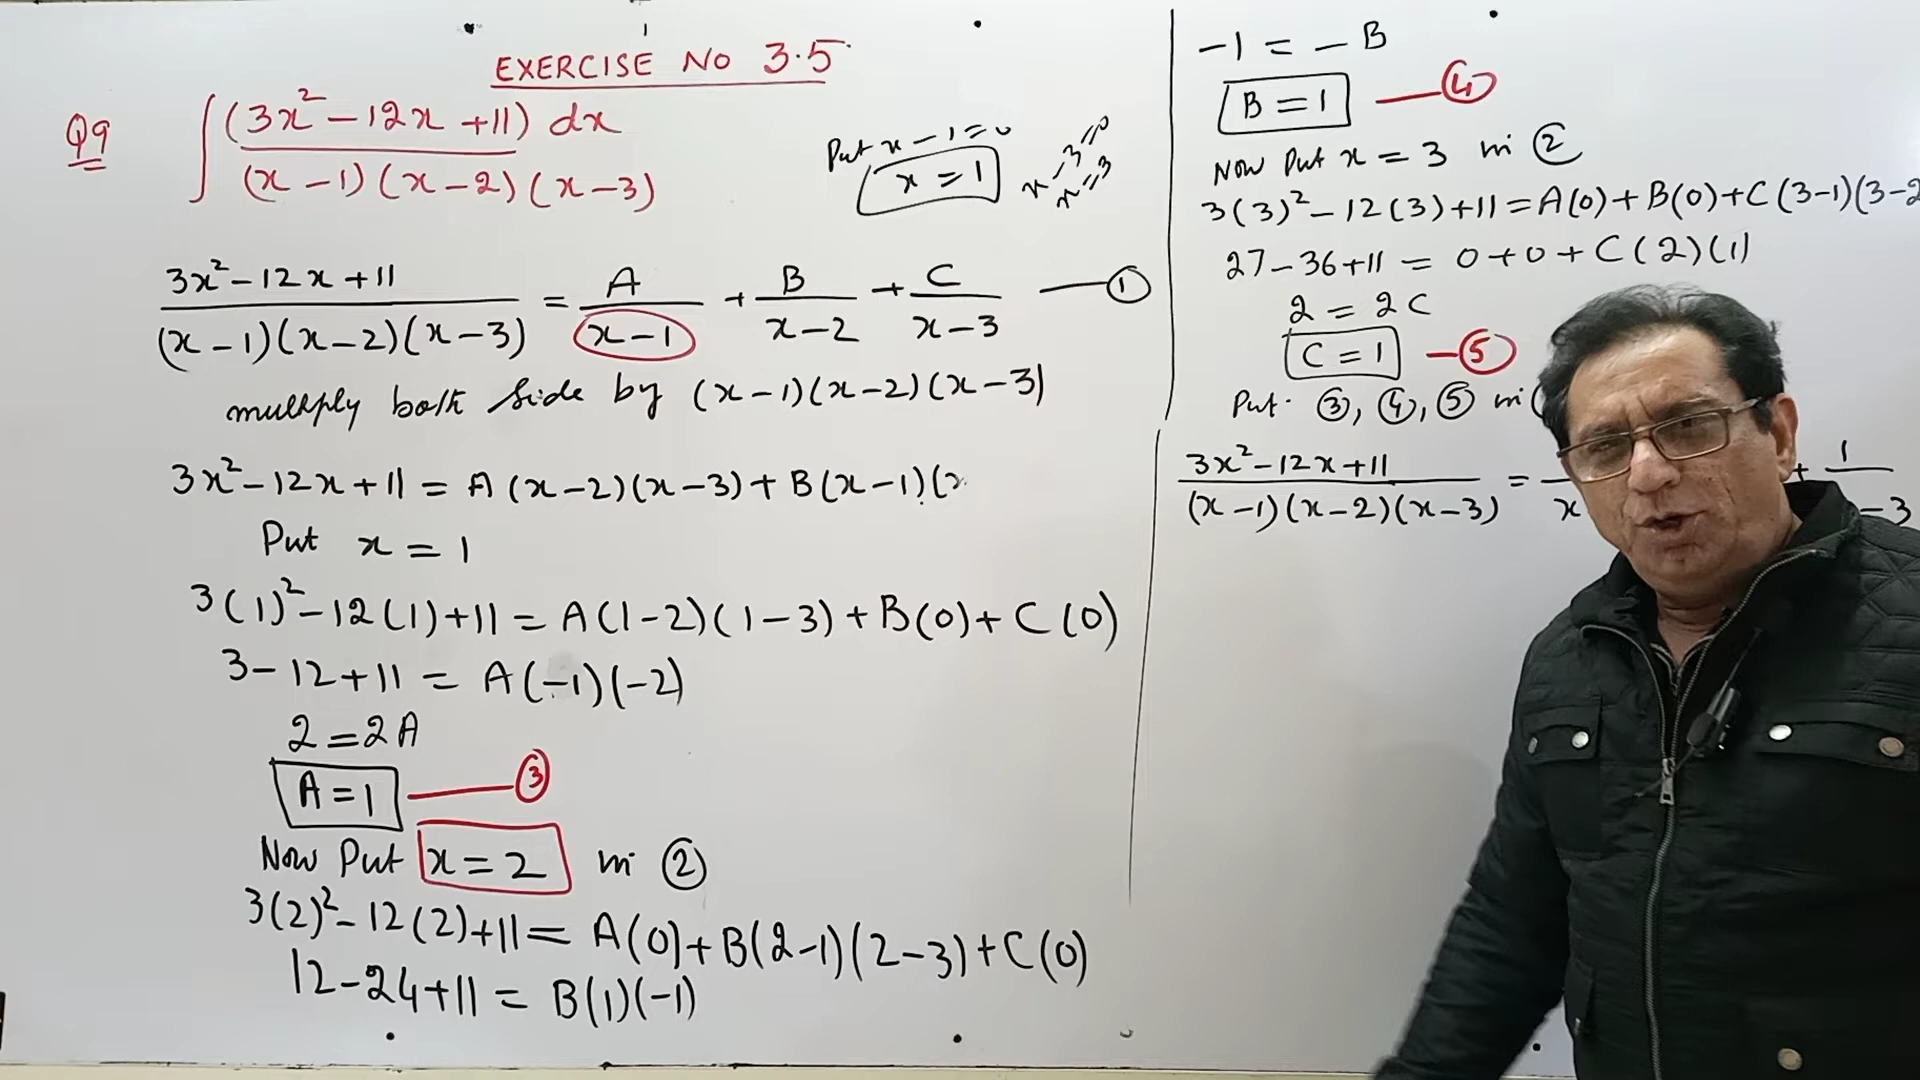 EXERCISE NO 3.5
Q9 ∫ (3x² - 12x + 11) dx
(x - 1) (x - 2) (x - 3)
Put x - 1 = 0
x = 1
x - 3 = 0
x = 3
3x² - 12x + 11 / (x - 1)(x - 2)(x - 3) = A / x - 1 + B / x - 2 + C / x - 3 — ①
multiply both side by (x - 1)(x - 2)(x - 3)
3x² - 12x + 11 = A (x - 2)(x - 3) + B(x - 1)(
Put x = 1
3(1)² - 12(1) + 11 = A(1 - 2)(1 - 3) + B(0) + C(0)
3 - 12 + 11 = A(-1)(-2)
2 = 2A
A = 1 — ③
Now Put x = 2 in ②
3(2)² - 12(2) + 11 = A(0) + B(2 - 1)(2 - 3) + C(0)
12 - 24 + 11 = B(1)(-1)
-1 = - B
B = 1 — ④
Now Put x = 3 in ②
3(3)² - 12(3) + 11 = A(0) + B(0) + C(3 - 1)(3 - 2
27 - 36 + 11 = 0 + 0 + C(2)(1)
2 = 2C
C = 1 — ⑤
Put ③, ④, ⑤ in
3x² - 12x + 11 / (x - 1)(x - 2)(x - 3) = x + 1 / - 3